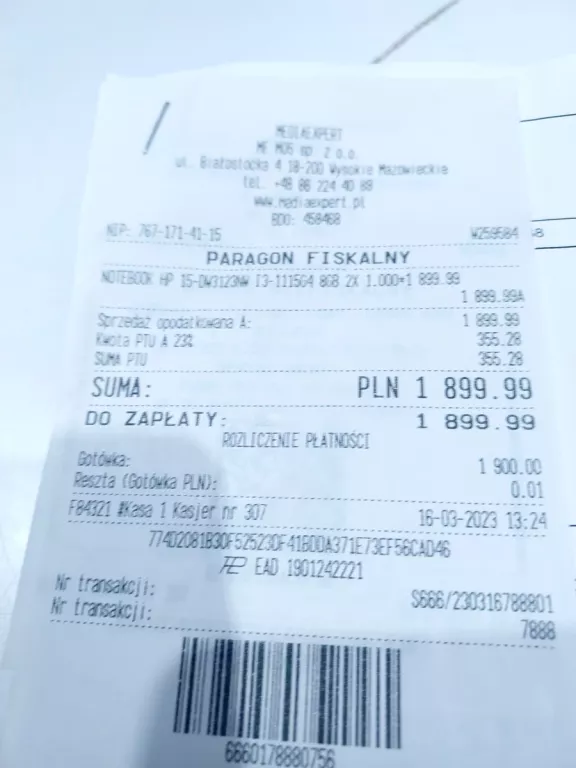 MEDIAEXPERT
ME M05 sp. z o.o.
ul. Białostocka 4 18-200 Wysokie Mazowieckie
tel. +48 86 224 40 89
www.mediaexpert.pl
BDO: 458468
NIP: 767-171-41-15 W259584
PARAGON FISKALNY
NOTEBOOK HP 15-DW3123NW I3-1115G4 8GB 2X 1.000*1 899.99
1 899.99A
Sprzedaż opodatkowana A: 1 899.99
Kwota PTU A 23% 355.28
SUMA PTU 355.28
SUMA: PLN 1 899.99
DO ZAPŁATY: 1 899.99
ROZLICZENIE PŁATNOŚCI
Gotówka: 1 900.00
Reszta (Gotówka PLN): 0.01
F84321 #Kasa 1 Kasjer nr 307 16-03-2023 13:24
774D2081B3DF525230F41BDDA371E73EF56CAD46
EAD 1901242221
Nr transakcji: S666/230316788801
Nr transakcji: 7888
6660178880756